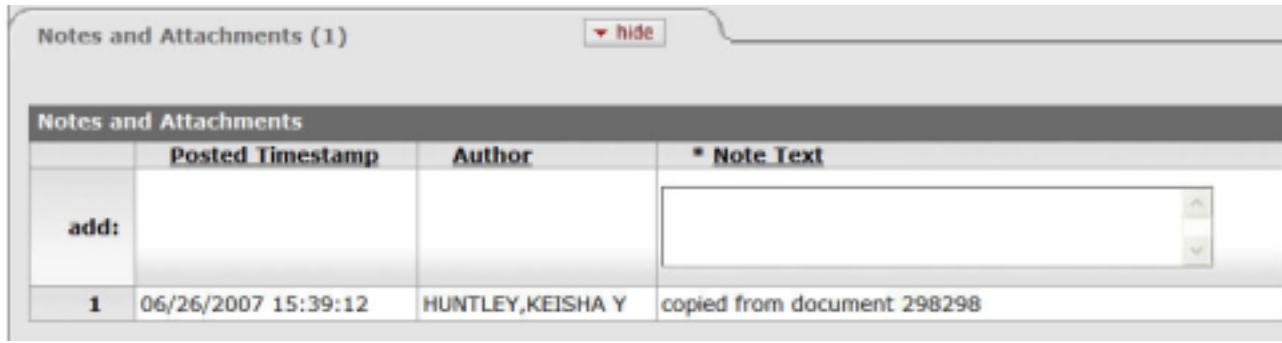 Notes and Attachments (1) hide
Notes and Attachments
Posted Timestamp Author * Note Text
add:
1 06/26/2007 15:39:12 HUNTLEY,KEISHA Y copied from document 298298